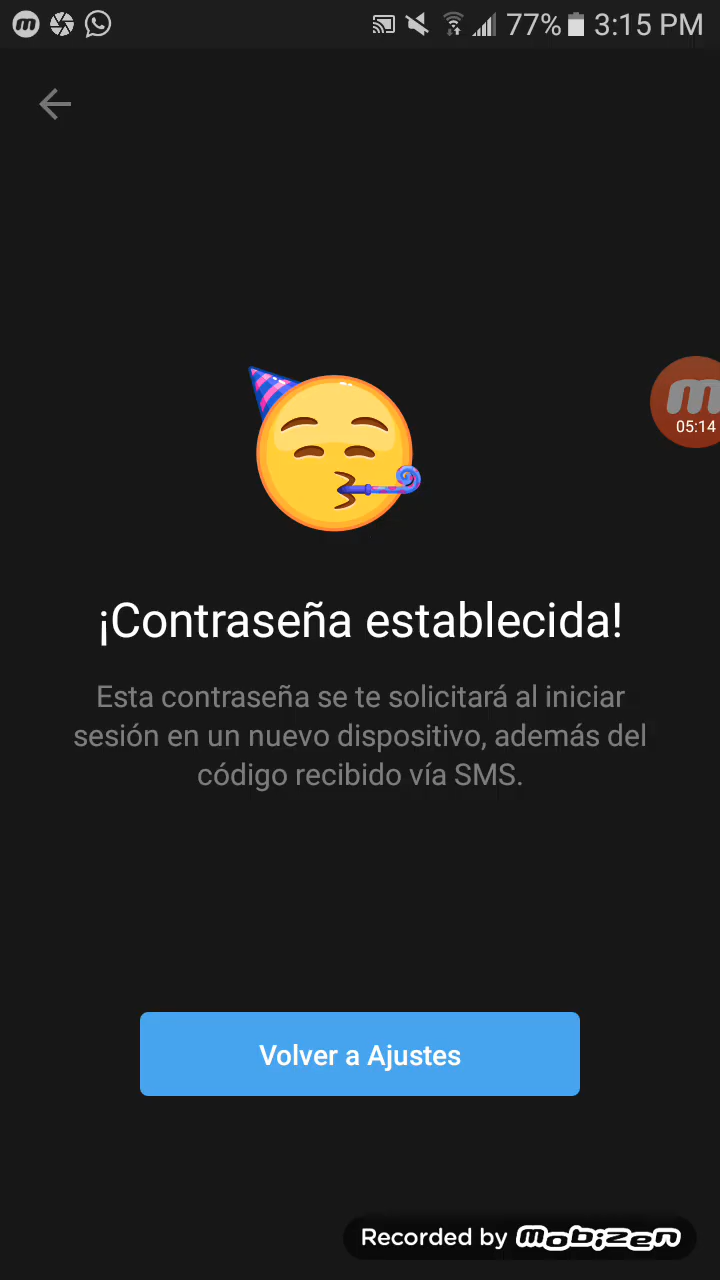 77% 3:15 PM
m
05:14
¡Contraseña establecida!
Esta contraseña se te solicitará al iniciar
sesión en un nuevo dispositivo, además del
código recibido vía SMS.
Volver a Ajustes
Recorded by mobizen